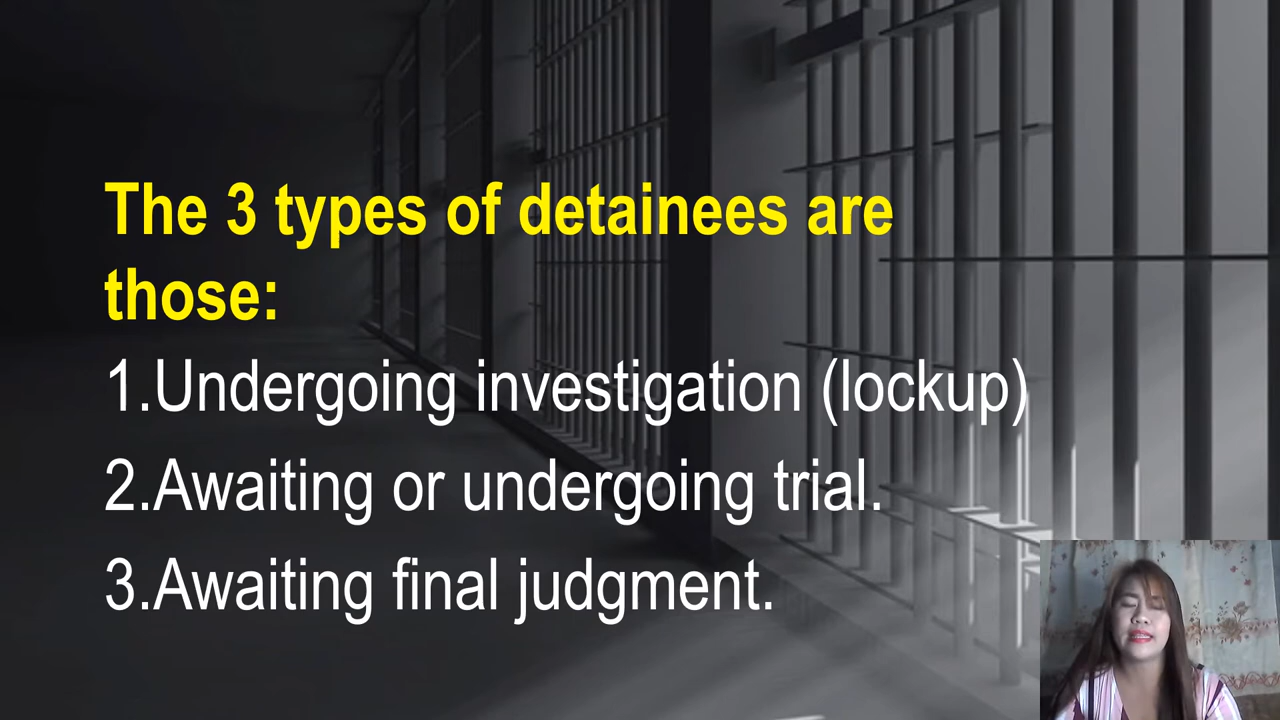 The 3 types of detainees are
those:
1.Undergoing investigation (lockup)
2.Awaiting or undergoing trial.
3.Awaiting final judgment.